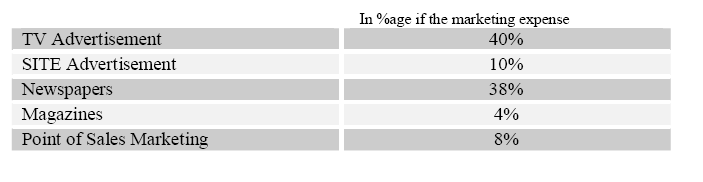 In %age if the marketing expense
TV Advertisement 40%
SITE Advertisement 10%
Newspapers 38%
Magazines 4%
Point of Sales Marketing 8%